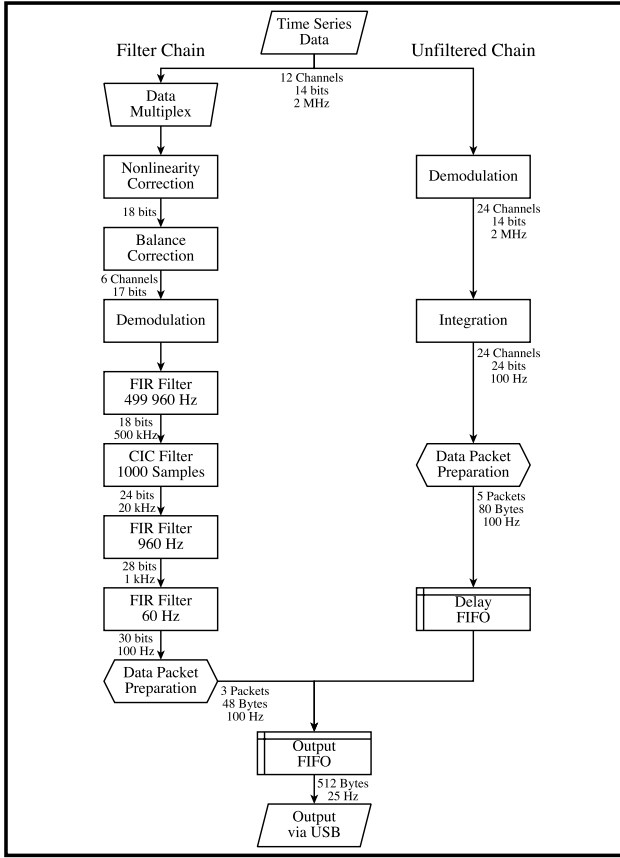 Time Series
Data
Filter Chain
Unfiltered Chain
12 Channels
14 bits
2 MHz
Data
Multiplex
Nonlinearity
Correction
18 bits
Balance
Correction
6 Channels
17 bits
Demodulation
FIR Filter
499 960 Hz
18 bits
500 kHz
CIC Filter
1000 Samples
24 bits
20 kHz
FIR Filter
960 Hz
28 bits
1 kHz
FIR Filter
60 Hz
30 bits
100 Hz
Data Packet
Preparation
3 Packets
48 Bytes
100 Hz
Demodulation
24 Channels
14 bits
2 MHz
Integration
24 Channels
24 bits
100 Hz
Data Packet
Preparation
5 Packets
80 Bytes
100 Hz
Delay
FIFO
Output
FIFO
512 Bytes
25 Hz
Output
via USB